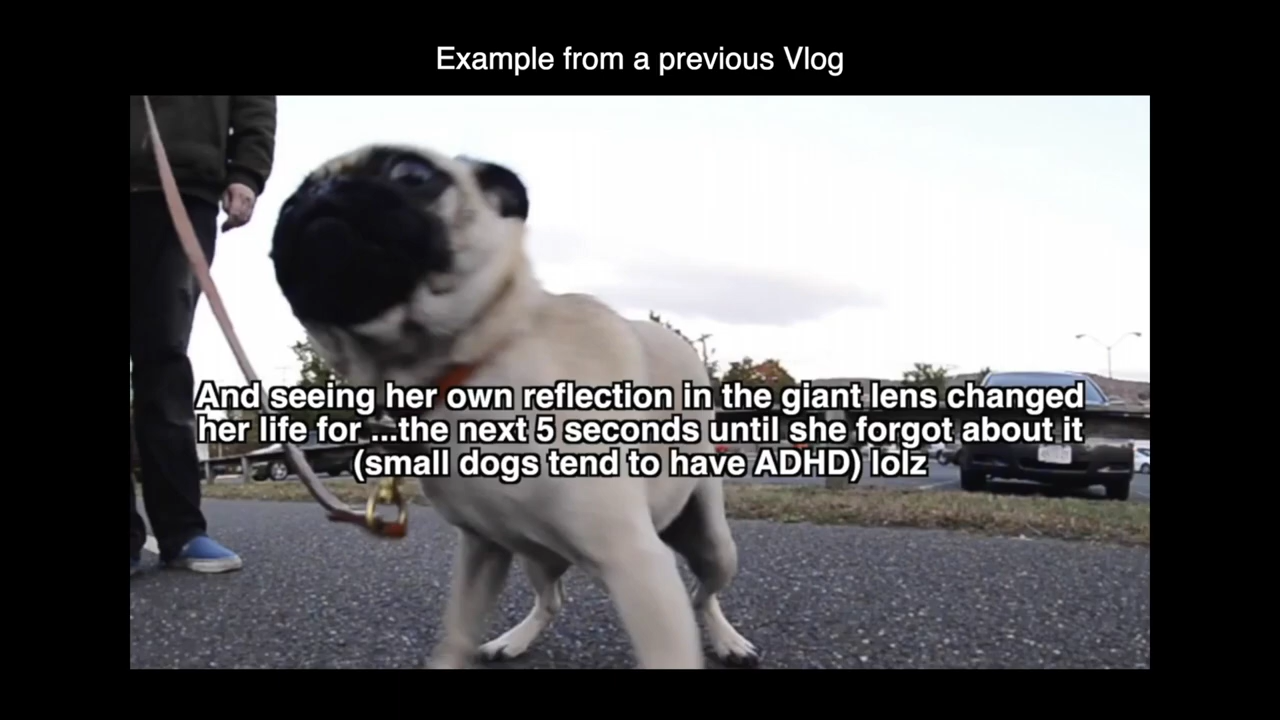 Example from a previous Vlog
And seeing her own reflection in the giant lens changed
her life for ...the next 5 seconds until she forgot about it
(small dogs tend to have ADHD) lolz